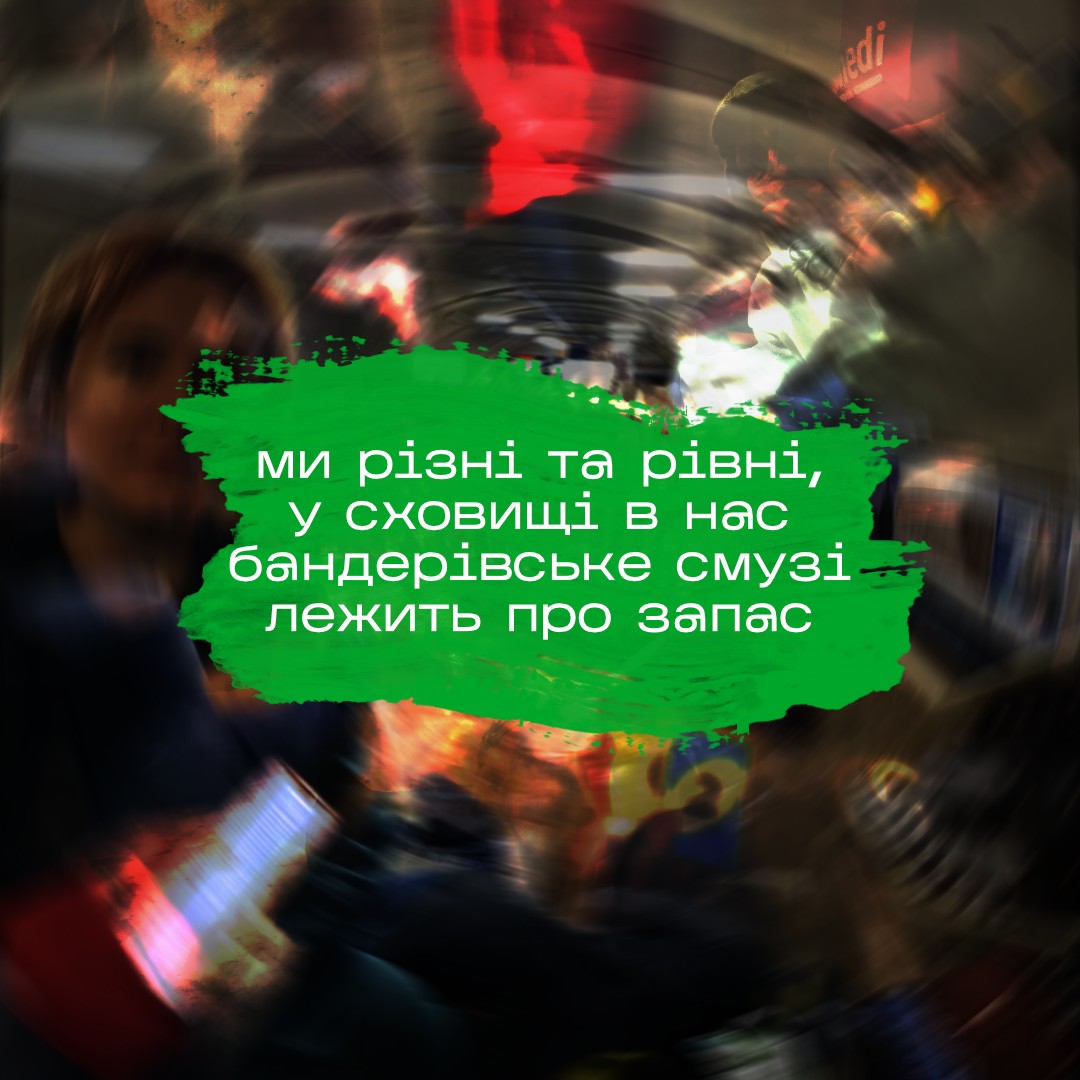 ми різні та рівні,
у сховищі в нас
бандерівське смузі
лежить про запас